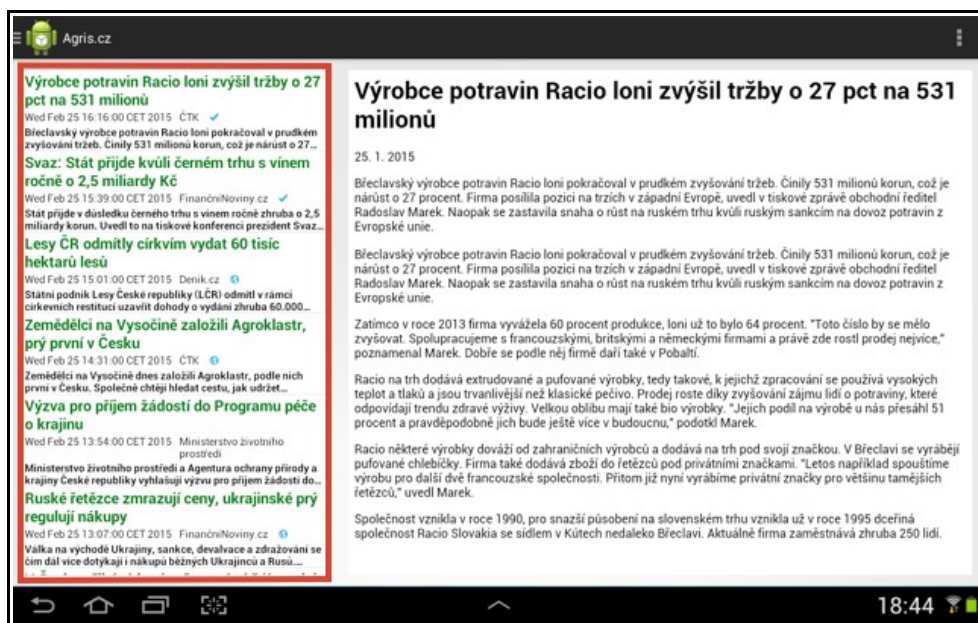 Agris.cz
Výrobce potravin Racio loni zvýšil tržby o 27
pct na 531 milionů
Wed Feb 25 16:16:00 CET 2015 ČTK
Břeclavský výrobce potravin Racio loni pokračoval v prudkém
zvyšování tržeb. Činily 531 milionů korun, což je nárůst o 27...
Svaz: Stát přijde kvůli černém trhu s vínem
ročně o 2,5 miliardy Kč
Wed Feb 25 15:39:00 CET 2015 FinančníNoviny.cz
Stát přijde v důsledku černého trhu s vinem ročně zhruba o 2,5
miliardy korun. Uvedl to na tiskové konferenci prezident Svaz...
Lesy ČR odmítly církvím vydat 60 tisíc
hektarů lesů
Wed Feb 25 15:01:00 CET 2015 Denik.cz
Státní podnik Lesy České republiky (LČR) odmítl v rámci
církevních restitucí uzavřít dohody o vydání zhruba 60.000...
Zemědělci na Vysočině založili Agroklastr,
prý první v Česku
Wed Feb 25 14:31:00 CET 2015 ČTK
Zemědělci na Vysočině dnes založili Agroklastr, podle nich
první v Česku. Společně chtějí hledat cestu, jak udržet...
Výzva pro příjem žádostí do Programu péče
o krajinu
Wed Feb 25 13:54:00 CET 2015 Ministerstvo životního
prostředí
Ministerstvo životního prostředí a Agentura ochrany přírody a
krajiny České republiky vyhlašují výzvu pro příjem žádostí do...
Ruské řetězce zmrazují ceny, ukrajinské prý
regulují nákupy
Wed Feb 25 13:07:00 CET 2015 FinančníNoviny.cz
Válka na východě Ukrajiny, sankce, devalvace a zdražování se
čím dál více dotýkají i nákupů běžných Ukrajinců a Rusů....
Výrobce potravin Racio loni zvýšil tržby o 27 pct na 531
milionů
25. 1. 2015
Břeclavský výrobce potravin Racio loni pokračoval v prudkém zvyšování tržeb. Činily 531 milionů korun, což je
nárůst o 27 procent. Firma posílila pozici na trzích v západní Evropě, uvedl v tiskové zprávě obchodní ředitel
Radoslav Marek. Naopak se zastavila snaha o růst na ruském trhu kvůli ruským sankcím na dovoz potravin z
Evropské unie.
Břeclavský výrobce potravin Racio loni pokračoval v prudkém zvyšování tržeb. Činily 531 milionů korun, což je
nárůst o 27 procent. Firma posílila pozici na trzích v západní Evropě, uvedl v tiskové zprávě obchodní ředitel
Radoslav Marek. Naopak se zastavila snaha o růst na ruském trhu kvůli ruským sankcím na dovoz potravin z
Evropské unie.
Zatímco v roce 2013 firma vyvážela 60 procent produkce, loni už to bylo 64 procent. "Toto číslo by se mělo
zvyšovat. Spolupracujeme s francouzskými, britskými a německými firmami a právě zde rostl prodej nejvíce,"
poznamenal Marek. Dobře se podle něj firmě daří také v Pobaltí.
Racio na trh dodává extrudované a pufované výrobky, tedy takové, k jejichž zpracování se používá vysokých
teplot a tlaků a jsou trvanlivější než klasické pečivo. Prodej roste díky zvyšování zájmu lidí o potraviny, které
odpovídají trendu zdravé výživy. Velkou oblibu mají také bio výrobky. "Jejich podíl na výrobě u nás přesáhl 51
procent a pravděpodobně jich bude ještě více v budoucnu," podotkl Marek.
Racio některé výrobky dováží od zahraničních výrobců a dodává na trh pod svojí značkou. V Břeclavi se vyrábějí
pufované chlebíčky. Firma také dodává zboží do řetězců pod privátními značkami. "Letos například spouštíme
výrobu pro další dvě francouzské společnosti. Přitom již nyní vyrábíme privátní značky pro většinu tamějších
řetězců," uvedl Marek.
Společnost vznikla v roce 1990, pro snazší působení na slovenském trhu vznikla už v roce 1995 dceřiná
společnost Racio Slovakia se sídlem v Kútech nedaleko Břeclavi. Aktuálně firma zaměstnává zhruba 250 lidí.
18:44